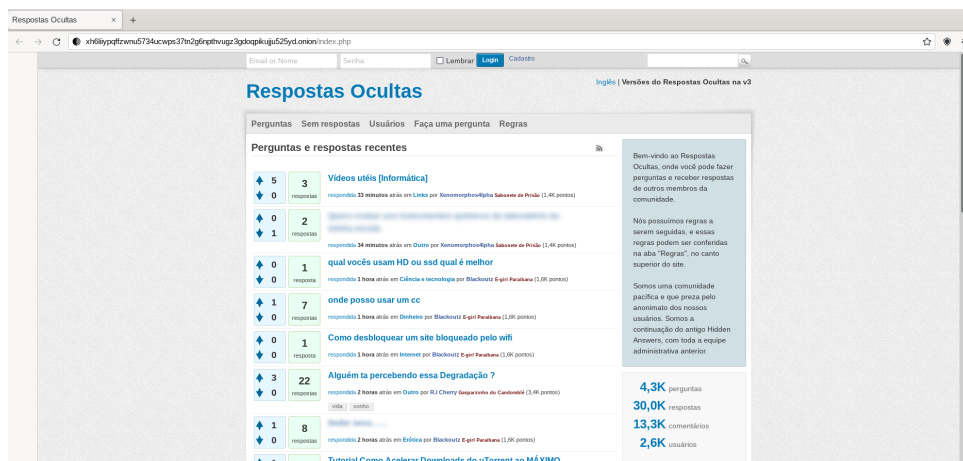 Respostas Ocultas × +
xh6liiypqffzwnu5734ucwps37tn2g6npthvugz3gdoqpikujju525yd.onion/index.php
Email or Nome Senha Lembrar Login Cadastro
Inglês | Versões do Respostas Ocultas na v3
Respostas Ocultas
Perguntas Sem respostas Usuários Faça uma pergunta Regras
Perguntas e respostas recentes
5
0
3
respostas
Vídeos utéis [Informática]
respondida 33 minutos atrás em Links por Xenomorphos4lpha Sabonete de Prisão (1,4K pontos)
0
1
2
respostas
respondida 34 minutos atrás em Outro por Xenomorphos4lpha Sabonete de Prisão (1,4K pontos)
0
0
1
resposta
qual vocês usam HD ou ssd qual é melhor
respondida 1 hora atrás em Ciência e tecnologia por Blackoutz E-girl Paraibana (1,6K pontos)
1
0
7
respostas
onde posso usar um cc
respondida 1 hora atrás em Dinheiro por Blackoutz E-girl Paraibana (1,6K pontos)
0
0
1
resposta
Como desbloquear um site bloqueado pelo wifi
respondida 1 hora atrás em Internet por Blackoutz E-girl Paraibana (1,6K pontos)
3
0
22
respostas
Alguém ta percebendo essa Degradação ?
respondida 2 horas atrás em Outro por R.I Cherry Gasparzinho do Candomblé (3,4K pontos)
vida sonho
1
0
8
respostas
respondida 2 horas atrás em Erótica por Blackoutz E-girl Paraibana (1,6K pontos)
Tutorial Como Acelerar Downloads do uTorrent ao MÁXIMO
Bem-vindo ao Respostas
Ocultas, onde você pode fazer
perguntas e receber respostas
de outros membros da
comunidade.
Nós possuímos regras a
serem seguidas, e essas
regras podem ser conferidas
na aba "Regras", no canto
superior do site.
Somos uma comunidade
pacífica e que preza pelo
anonimato dos nossos
usuários. Somos a
continuação do antigo Hidden
Answers, com toda a equipe
administrativa anterior.
4,3K perguntas
30,0K respostas
13,3K comentários
2,6K usuários